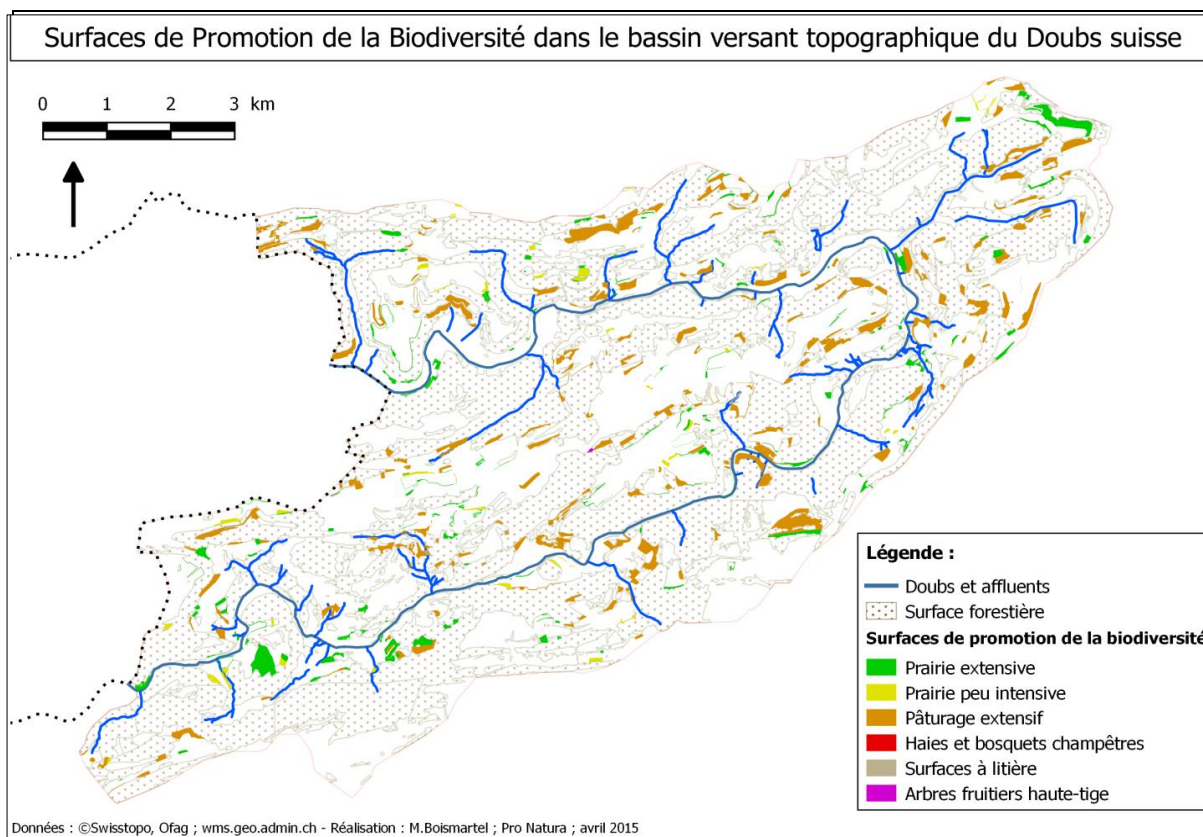 Surfaces de Promotion de la Biodiversité dans le bassin versant topographique du Doubs suisse
0 1 2 3 km
Légende :
Doubs et affluents
Surface forestière
Surfaces de promotion de la biodiversité
Prairie extensive
Prairie peu intensive
Pâturage extensif
Haies et bosquets champêtres
Surfaces à litière
Arbres fruitiers haute-tige
Données : ©Swisstopo, Ofag ; wms.geo.admin.ch - Réalisation : M.Boismartel ; Pro Natura ; avril 2015